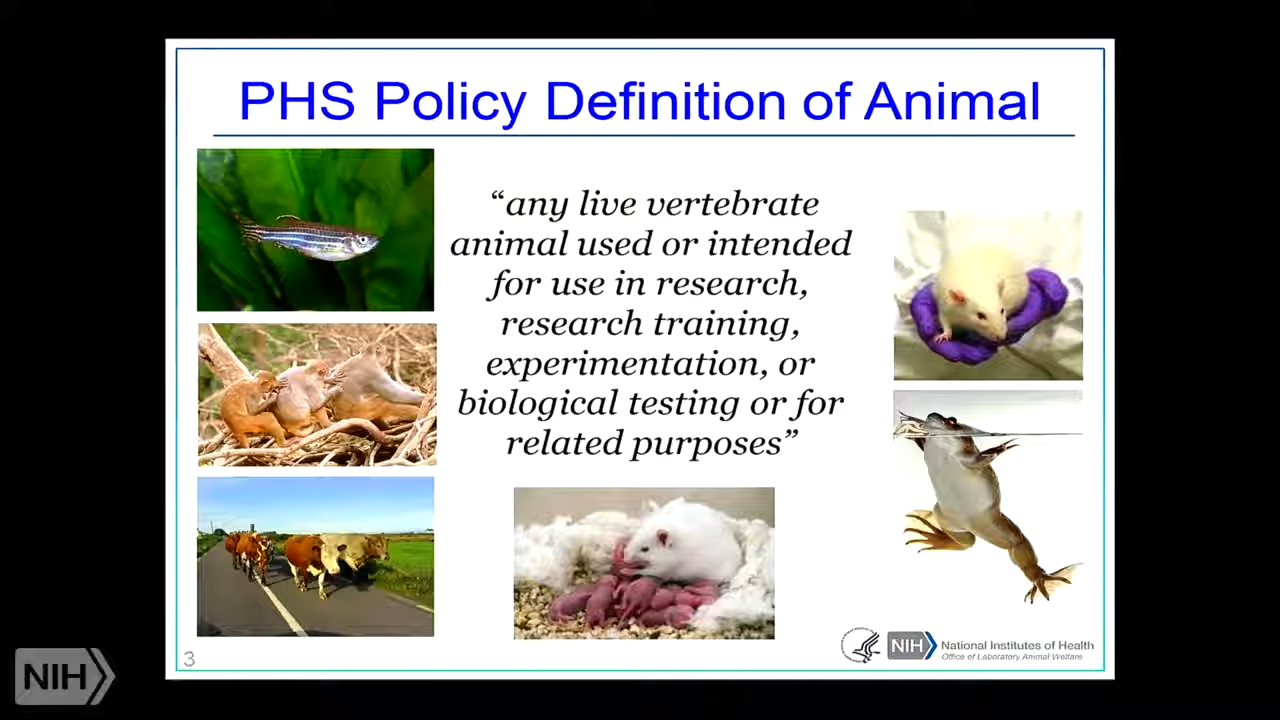 PHS Policy Definition of Animal
“any live vertebrate
animal used or intended
for use in research,
research training,
experimentation, or
biological testing or for
related purposes”
3
NIH
National Institutes of Health
Office of Laboratory Animal Welfare
NIH